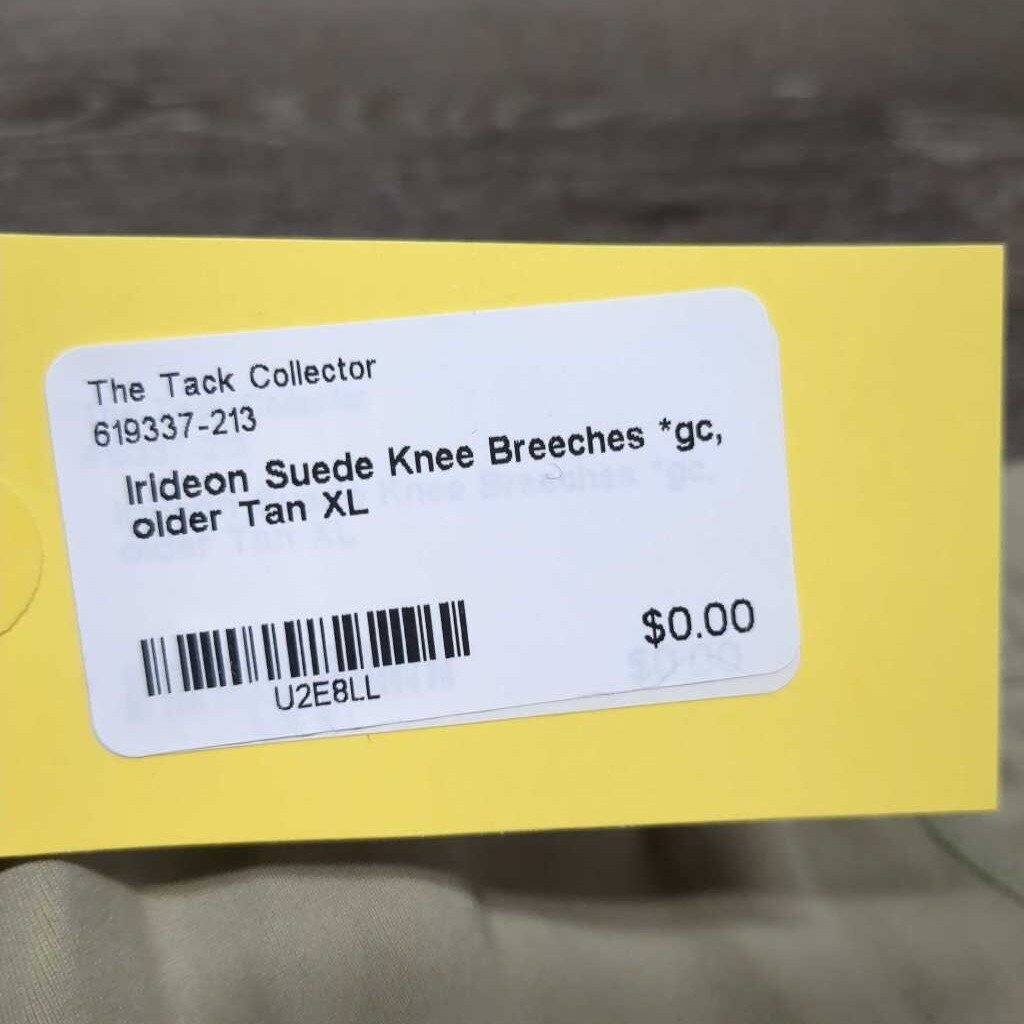 The Tack Collector
619337-213
Irideon Suede Knee Breeches *gc,
older Tan XL
$0.00
U2E8LL